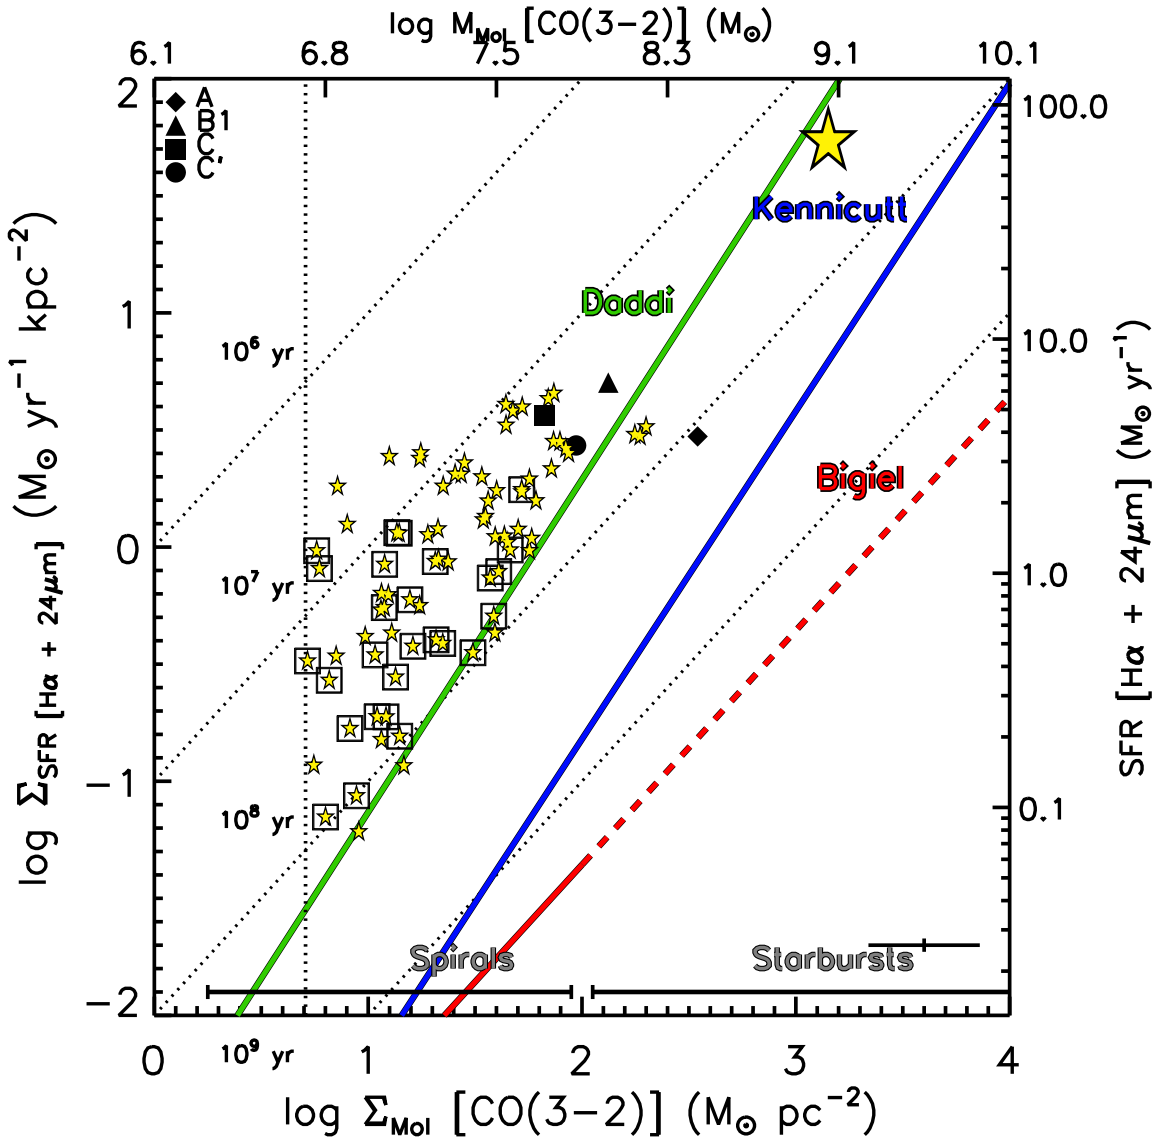 log M_Mol [CO(3−2)] (M⊙)
6.1 6.8 7.5 8.3 9.1 10.1
A
B1
C
C'
2
1
0
−1
−2
log Σ_SFR [Hα + 24μm] (M⊙ yr⁻¹ kpc⁻²)
100.0
10.0
1.0
0.1
SFR [Hα + 24μm] (M⊙ yr⁻¹)
Kennicutt
Daddi
10⁶ yr
Bigiel
10⁷ yr
10⁸ yr
Spirals
Starbursts
10⁹ yr
0 1 2 3 4
log Σ_Mol [CO(3−2)] (M⊙ pc⁻²)